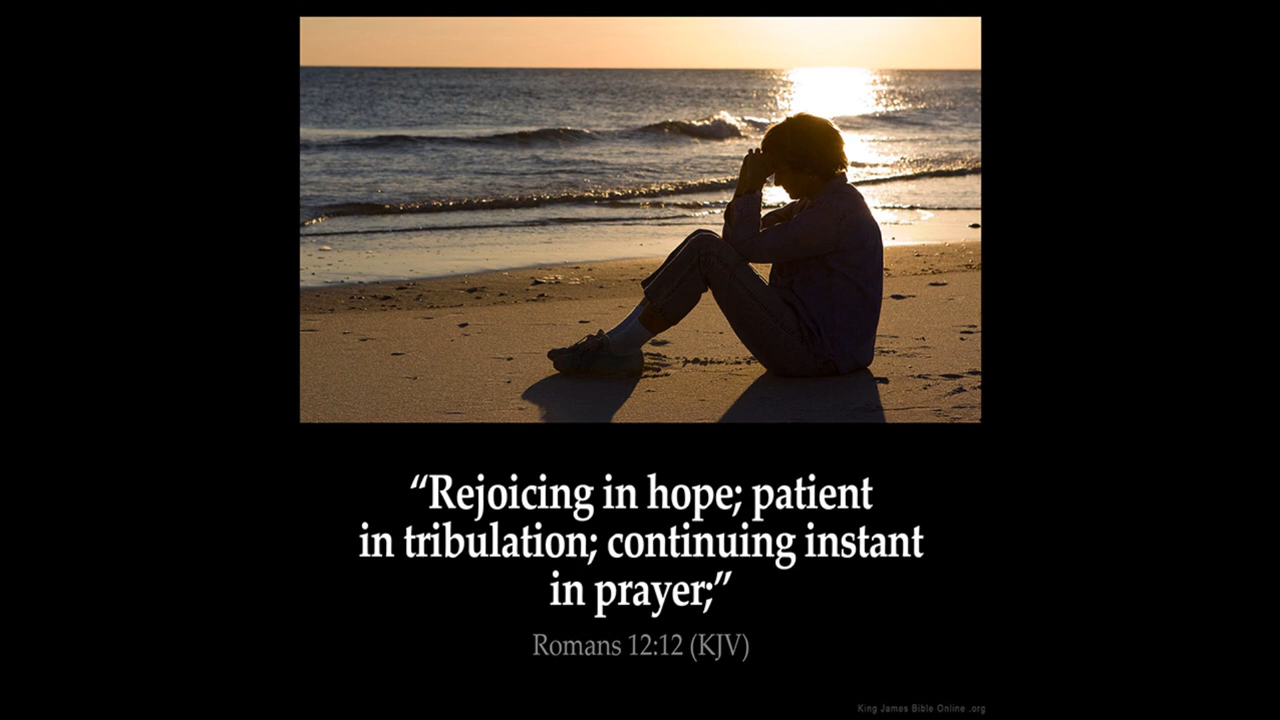 “Rejoicing in hope; patient
in tribulation; continuing instant
in prayer;”
Romans 12:12 (KJV)
King James Bible Online .org